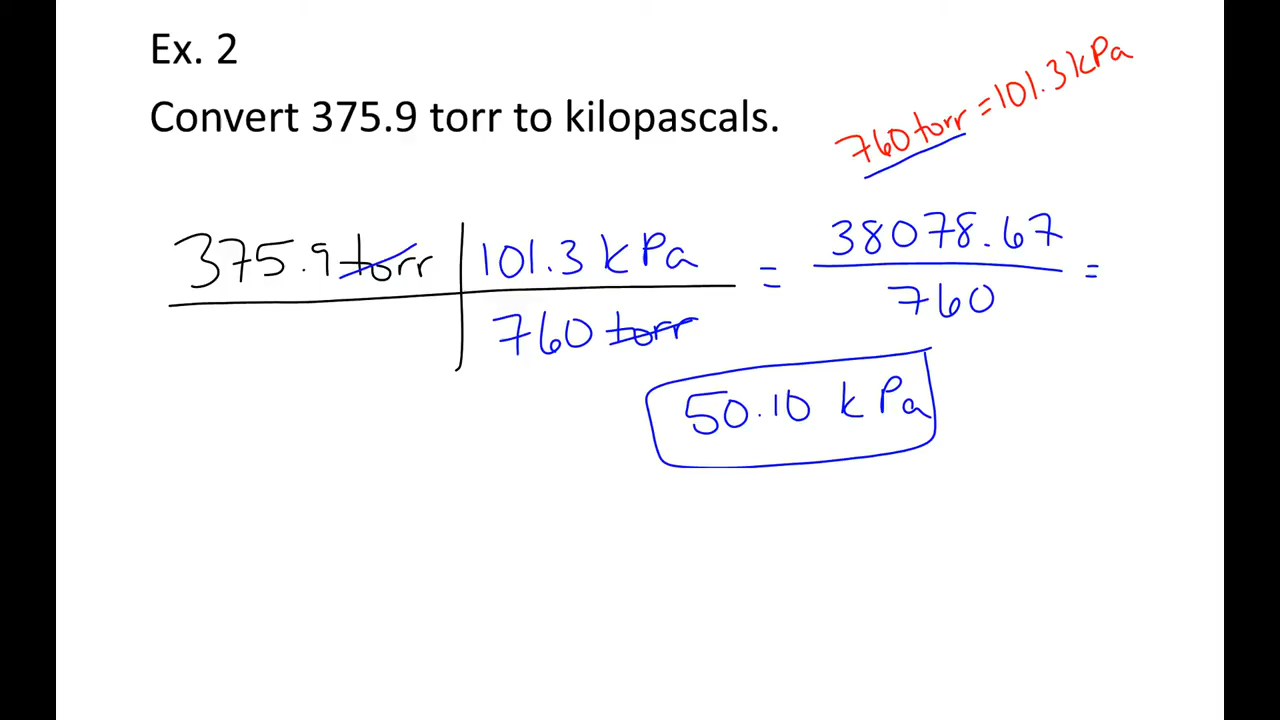 Ex. 2
760 torr = 101.3 kPa
Convert 375.9 torr to kilopascals.
375.9 torr | 101.3 kPa = 38078.67 =
760 torr 760
50.10 kPa